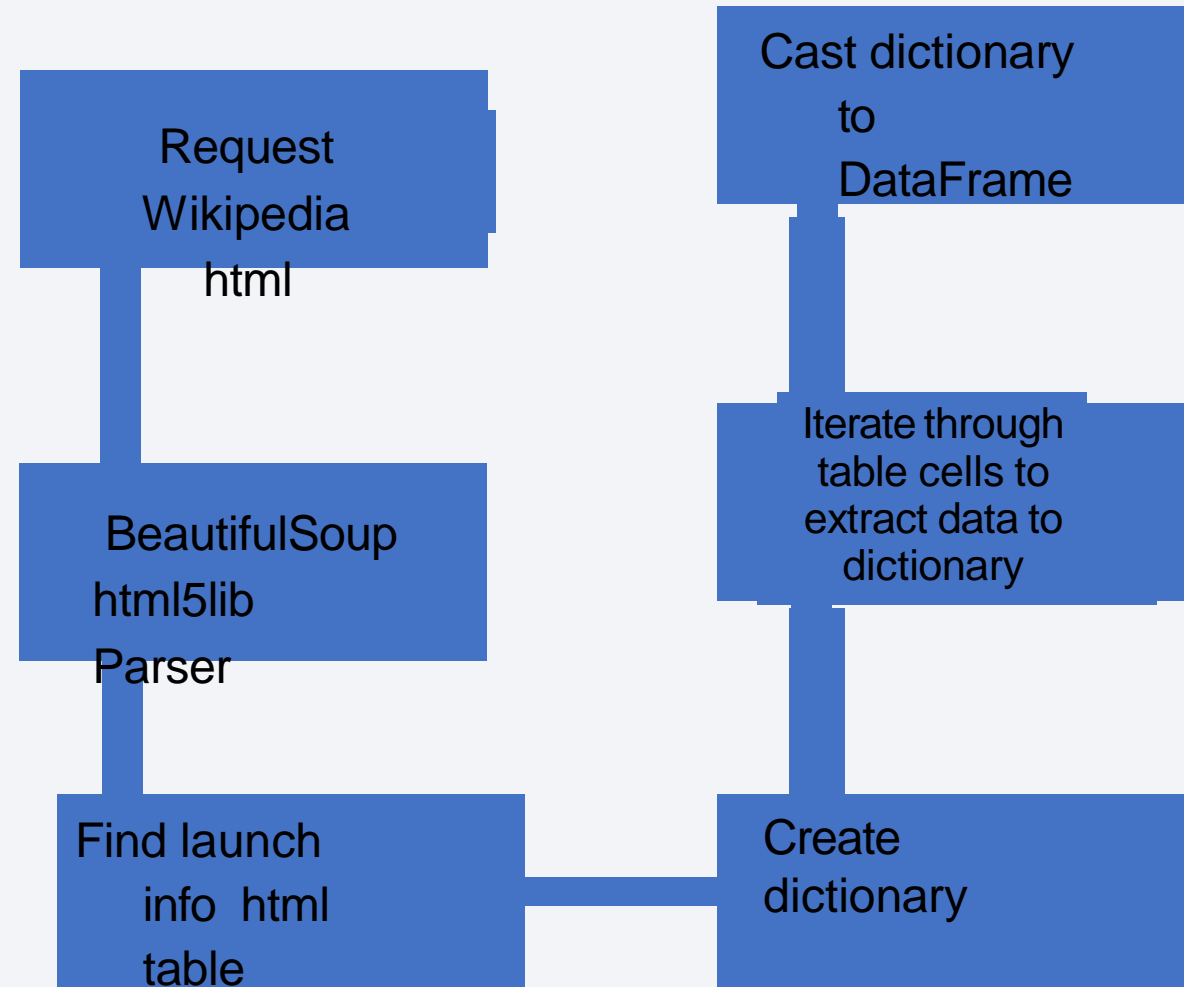 Request
Wikipedia
html
BeautifulSoup
html5lib
Parser
Find launch
info html
table
Create
dictionary
Iterate through
table cells to
extract data to
dictionary
Cast dictionary
to
DataFrame